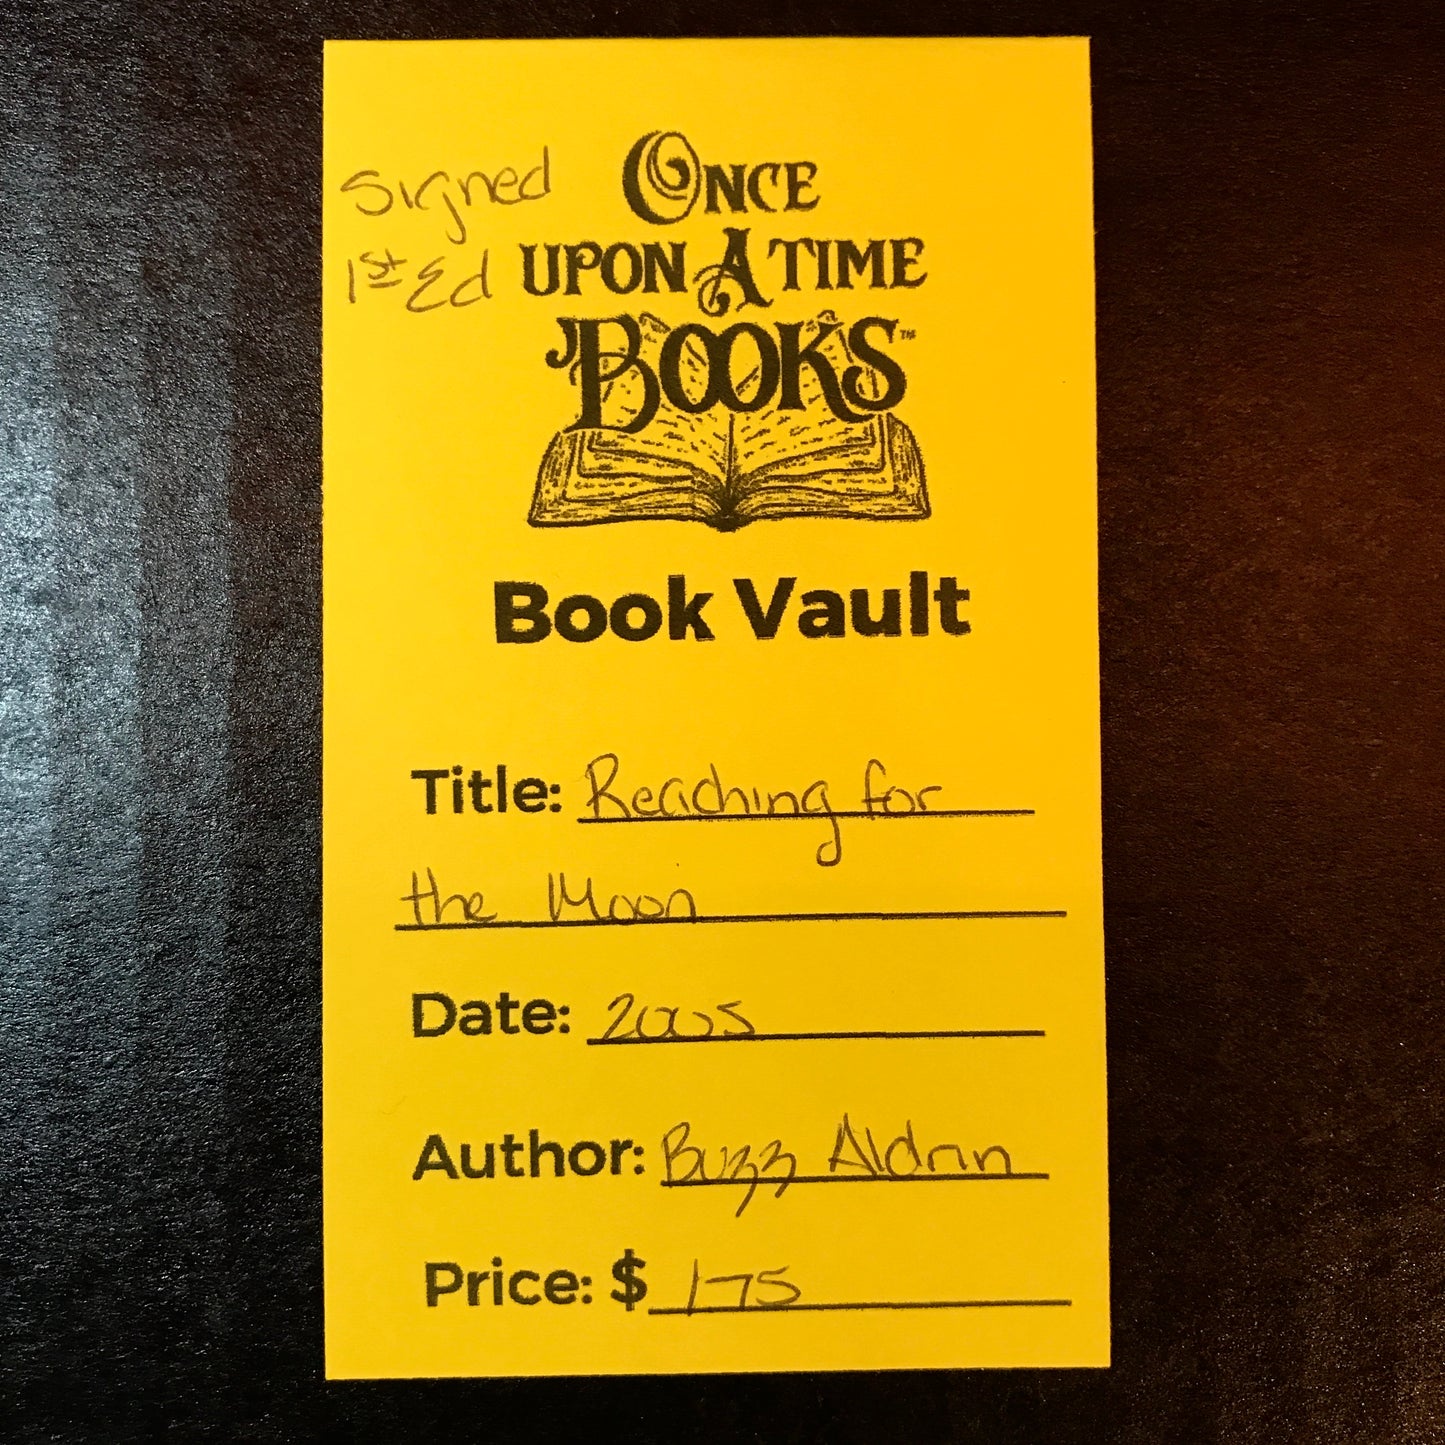 Signed
1st Ed
ONCE
UPON A TIME
BOOKS™
Book Vault
Title: Reaching for
the Moon
Date: 2005
Author: Buzz Aldrin
Price: $ 175